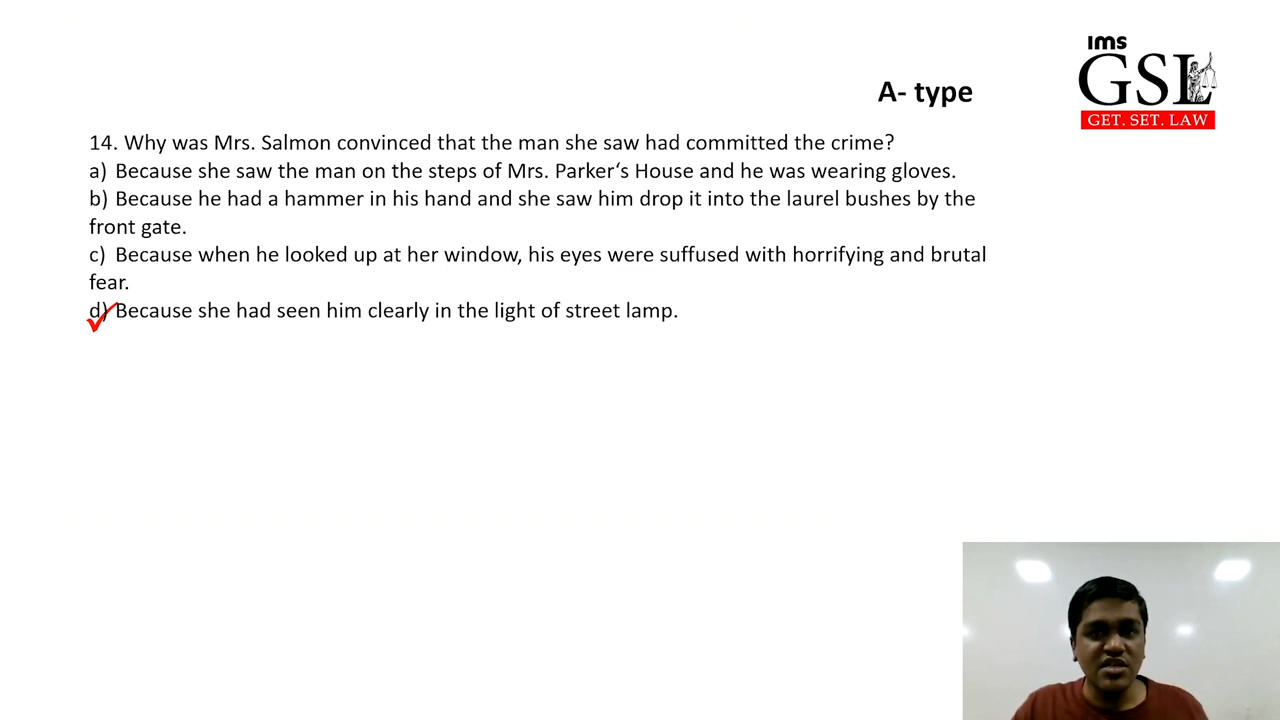 ims
GSL
GET. SET. LAW
A- type
14. Why was Mrs. Salmon convinced that the man she saw had committed the crime?
a) Because she saw the man on the steps of Mrs. Parker‘s House and he was wearing gloves.
b) Because he had a hammer in his hand and she saw him drop it into the laurel bushes by the
front gate.
c) Because when he looked up at her window, his eyes were suffused with horrifying and brutal
fear.
d) Because she had seen him clearly in the light of street lamp.